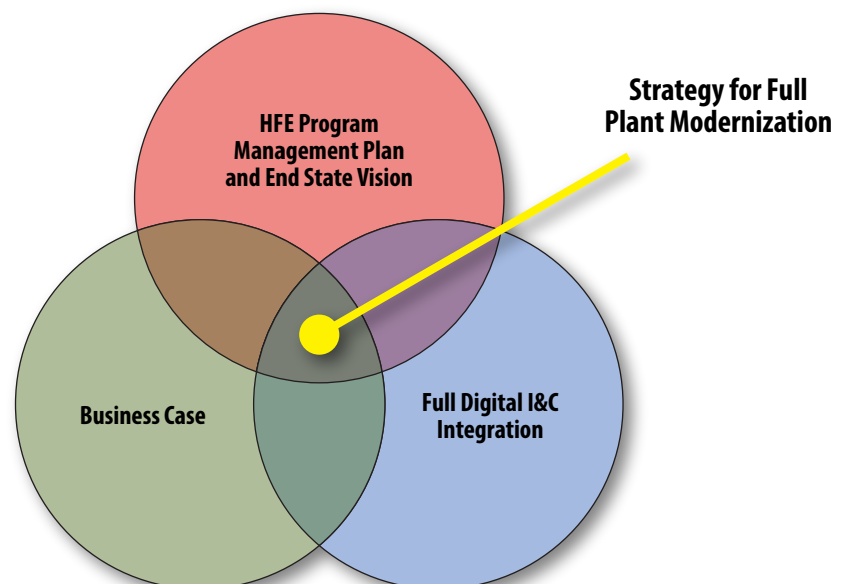 HFE Program
Management Plan
and End State Vision
Strategy for Full
Plant Modernization
Business Case
Full Digital I&C
Integration